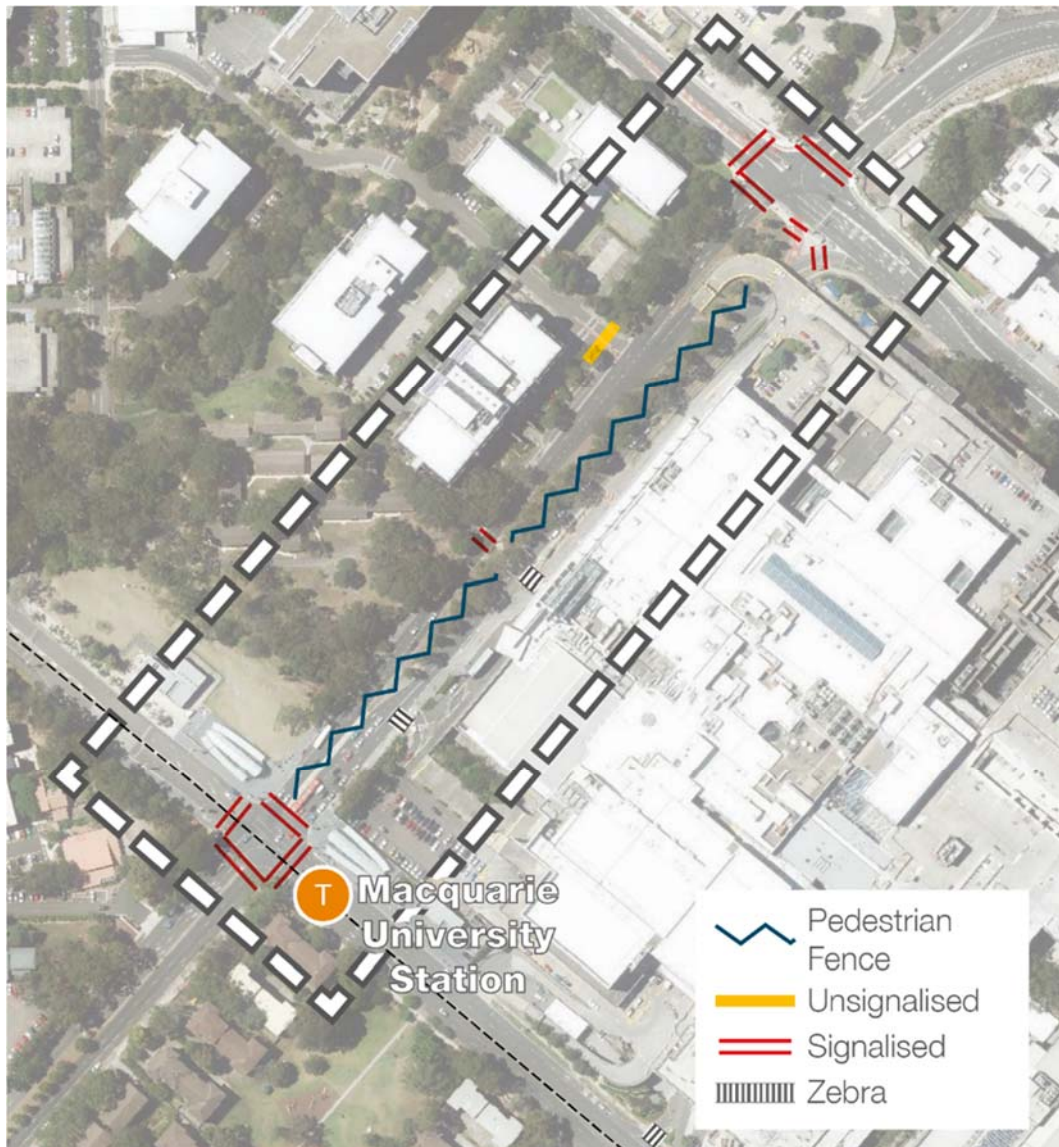 T
Macquarie
University
Station
Pedestrian
Fence
Unsignalised
Signalised
Zebra